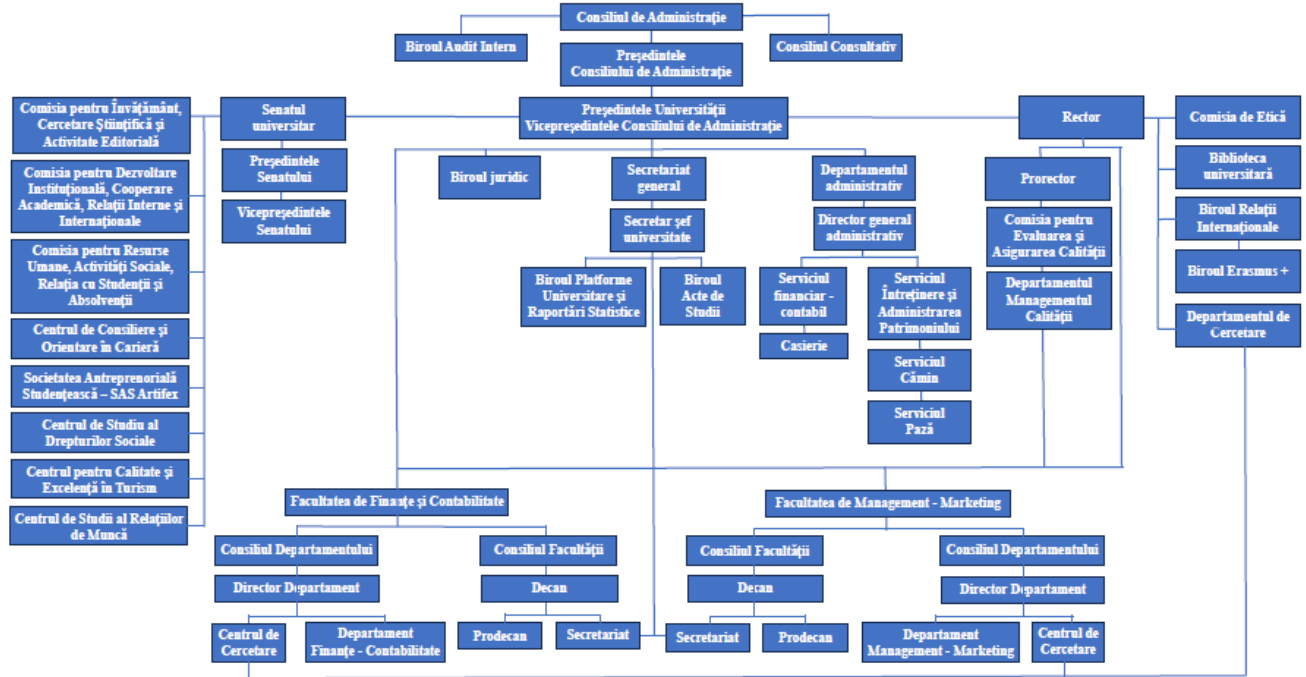 Consiliul de Administrație
Biroul Audit Intern
Consiliul Consultativ
Președintele
Consiliului de Administrație
Comisia pentru Învățământ,
Cercetare Științifică și
Activitate Editorială
Senatul
universitar
Președintele Universității
Vicepreședintele Consiliului de Administrație
Rector
Comisia de Etică
Președintele
Senatului
Vicepreședintele
Senatului
Biroul juridic
Secretariat
general
Secretar șef
universitate
Departamentul
administrativ
Director general
administrativ
Prorector
Comisia pentru
Evaluarea și
Asigurarea Calității
Departamentul
Managementul
Calității
Biblioteca
universitară
Biroul Relații
Internaționale
Biroul Erasmus +
Departamentul de
Cercetare
Comisia pentru Dezvoltare
Instituțională, Cooperare
Academică, Relații Interne și
Internaționale
Comisia pentru Resurse
Umane, Activități Sociale,
Relația cu Studenții și
Absolvenții
Centrul de Consiliere și
Orientare în Carieră
Societatea Antreprenorială
Studențească – SAS Artifex
Centrul de Studiu al
Drepturilor Sociale
Centrul pentru Calitate și
Excelență în Turism
Centrul de Studii al Relațiilor
de Muncă
Biroul Platforme
Universitare și
Raportări Statistice
Biroul
Acte de
Studii
Serviciul
financiar -
contabil
Casierie
Serviciul
Întreținere și
Administrarea
Patrimoniului
Serviciul
Cămin
Serviciul
Pază
Facultatea de Finanțe și Contabilitate
Facultatea de Management - Marketing
Consiliul Departamentului
Consiliul Facultății
Consiliul Facultății
Consiliul Departamentului
Director Departament
Decan
Decan
Director Departament
Centrul de
Cercetare
Departament
Finanțe - Contabilitate
Prodecan
Secretariat
Secretariat
Prodecan
Departament
Management - Marketing
Centrul de
Cercetare